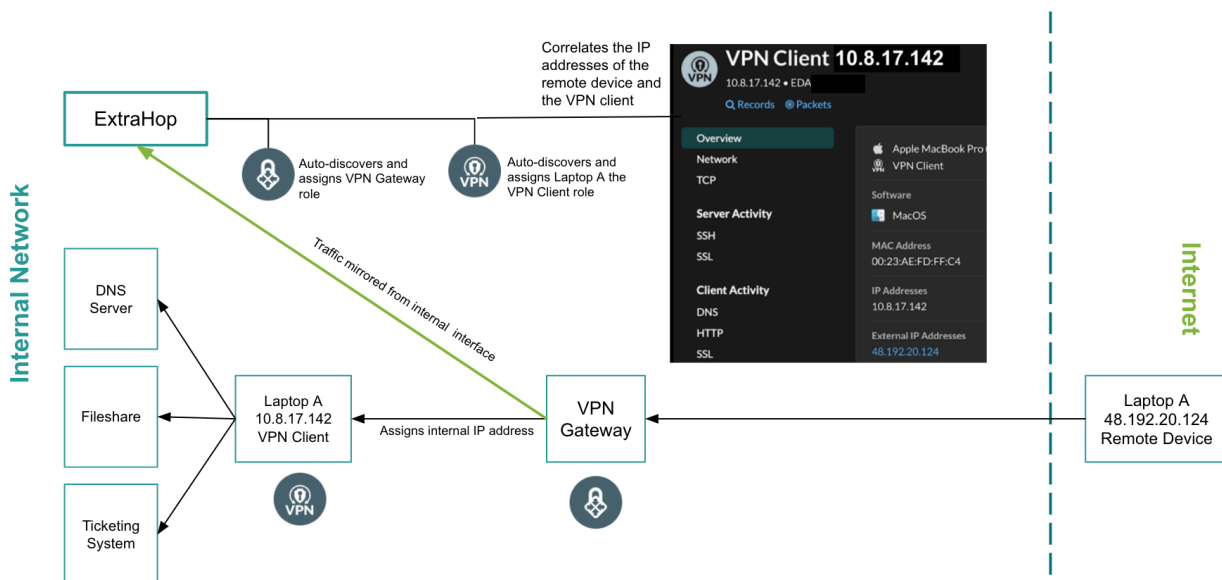 Internal Network
ExtraHop
Auto-discovers and
assigns VPN Gateway
role
VPN
Auto-discovers and
assigns Laptop A the
VPN Client role
Correlates the IP
addresses of the
remote device and
the VPN client
VPN
VPN Client 10.8.17.142
10.8.17.142 • EDA
Records Packets
Overview
Network
TCP
Server Activity
SSH
SSL
Client Activity
DNS
HTTP
SSL
Apple MacBook Pro
VPN
VPN Client
Software
MacOS
MAC Address
00:23:AE:FD:FF:C4
IP Addresses
10.8.17.142
External IP Addresses
48.192.20.124
Internet
Traffic mirrored from internal interface
DNS
Server
Fileshare
Ticketing
System
Laptop A
10.8.17.142
VPN Client
VPN
Assigns internal IP address
VPN
Gateway
Laptop A
48.192.20.124
Remote Device